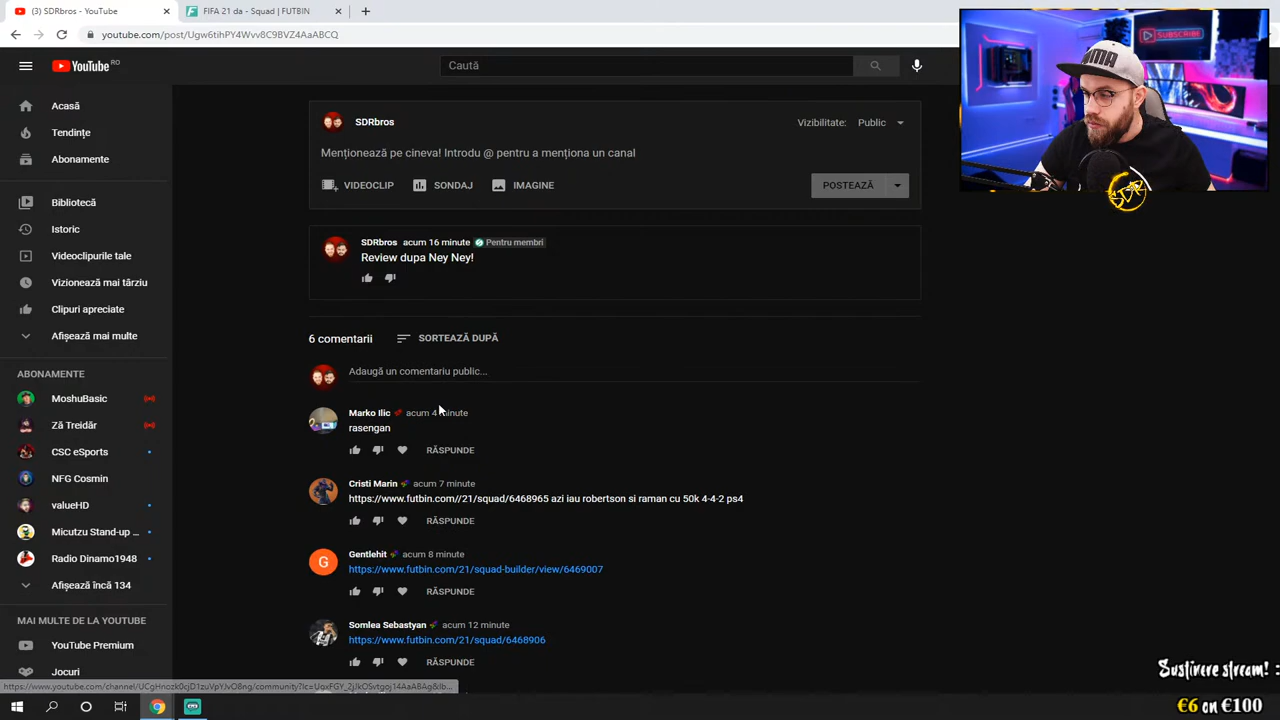 (3) SDRbros - YouTube
FIFA 21 da - Squad | FUTBIN
youtube.com/post/Ugw6tihPY4Wvv8C9BVZ4AaABCQ
YouTube RO
Caută
SUBSCRIBE
Acasă
Tendințe
Abonamente
Bibliotecă
Istoric
Videoclipurile tale
Vizionează mai târziu
Clipuri apreciate
Afișează mai multe
ABONAMENTE
MoshuBasic
Ză Treidăr
CSC eSports
NFG Cosmin
valueHD
Micutzu Stand-up ...
Radio Dinamo1948
Afișează încă 134
MAI MULTE DE LA YOUTUBE
YouTube Premium
Jocuri
SDRbros
Vizibilitate: Public
Menționează pe cineva! Introdu @ pentru a menționa un canal
VIDEOCLIP SONDAJ IMAGINE
POSTEAZĂ
SDRbros acum 16 minute Pentru membri
Review dupa Ney Ney!
6 comentarii SORTEAZĂ DUPĂ
Adaugă un comentariu public...
Marko Ilic acum 4 minute
rasengan
RĂSPUNDE
Cristi Marin acum 7 minute
https://www.futbin.com//21/squad/6468965 azi iau robertson si raman cu 50k 4-4-2 ps4
RĂSPUNDE
G
Gentlehit acum 8 minute
https://www.futbin.com/21/squad-builder/view/6469007
RĂSPUNDE
Somlea Sebastyan acum 12 minute
https://www.futbin.com/21/squad/6468906
RĂSPUNDE
Sustinere stream! :
€6 on €100